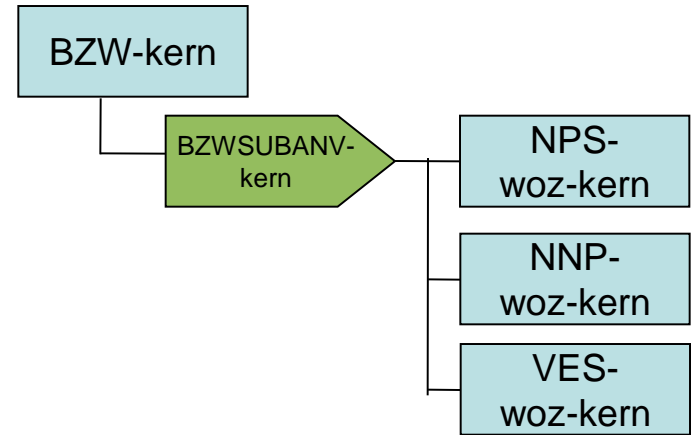 BZW-kern
BZWSUBANV-
kern
NPS-
woz-kern
NNP-
woz-kern
VES-
woz-kern